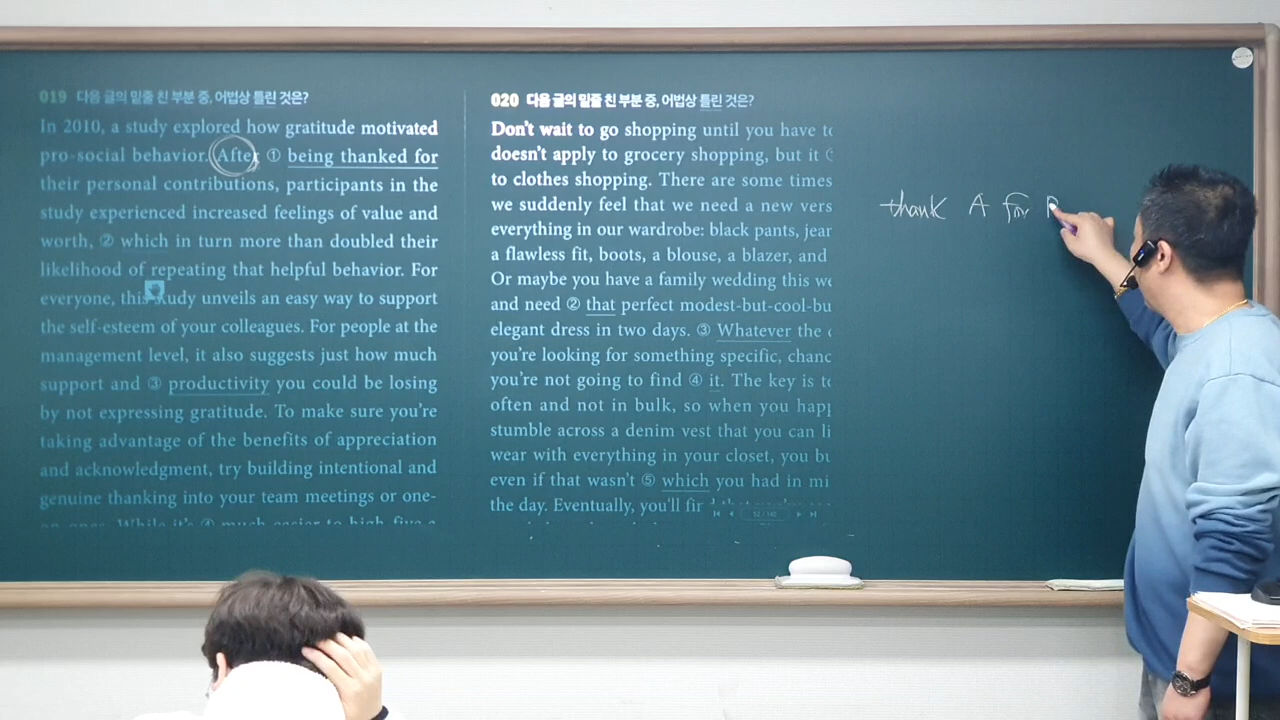 019 다음 글의 밑줄 친 부분 중, 어법상 틀린 것은?
In 2010, a study explored how gratitude motivated
pro-social behavior. After ① being thanked for
their personal contributions, participants in the
study experienced increased feelings of value and
worth, ② which in turn more than doubled their
likelihood of repeating that helpful behavior. For
everyone, this study unveils an easy way to support
the self-esteem of your colleagues. For people at the
management level, it also suggests just how much
support and ③ productivity you could be losing
by not expressing gratitude. To make sure you're
taking advantage of the benefits of appreciation
and acknowledgment, try building intentional and
genuine thanking into your team meetings or one-
on-ones. While it's ④ much easier to high-five a
020 다음 글의 밑줄 친 부분 중, 어법상 틀린 것은?
Don't wait to go shopping until you have to
doesn't apply to grocery shopping, but it
to clothes shopping. There are some times
we suddenly feel that we need a new vers
everything in our wardrobe: black pants, jean
a flawless fit, boots, a blouse, a blazer, and
Or maybe you have a family wedding this we
and need ② that perfect modest-but-cool-bu
elegant dress in two days. ③ Whatever the
you're looking for something specific, chanc
you're not going to find ④ it. The key is to
often and not in bulk, so when you happ
stumble across a denim vest that you can li
wear with everything in your closet, you bu
even if that wasn't ⑤ which you had in mi
the day. Eventually, you'll fin
thank A for B